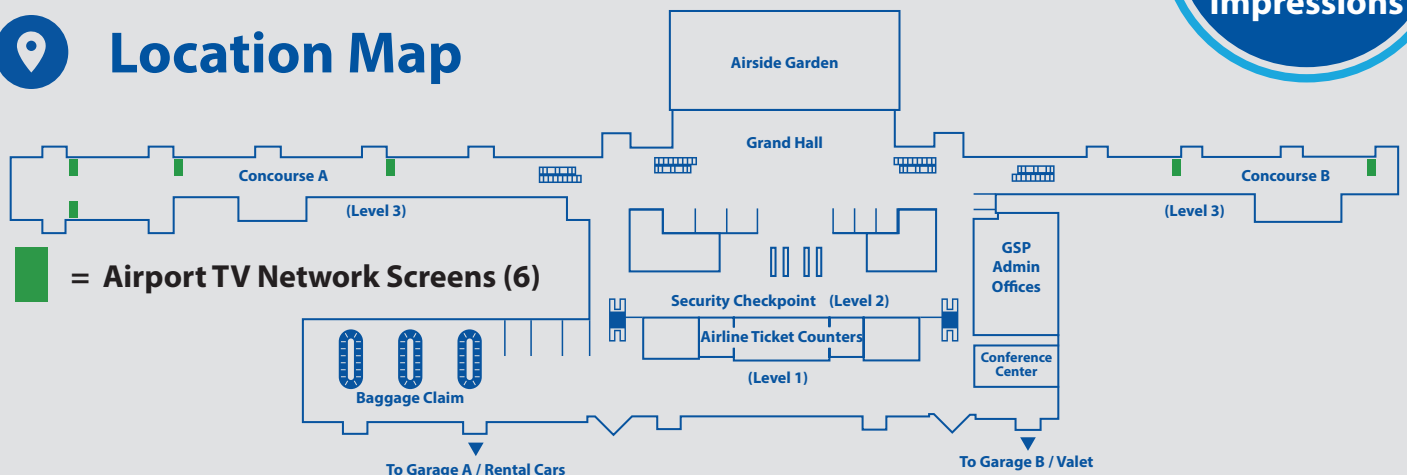 Impressions
Location Map
Airside Garden
Grand Hall
Concourse A
Concourse B
(Level 3)
(Level 3)
= Airport TV Network Screens (6)
GSP
Admin
Offices
Security Checkpoint (Level 2)
Airline Ticket Counters
(Level 1)
Conference
Center
Baggage Claim
To Garage A / Rental Cars
To Garage B / Valet